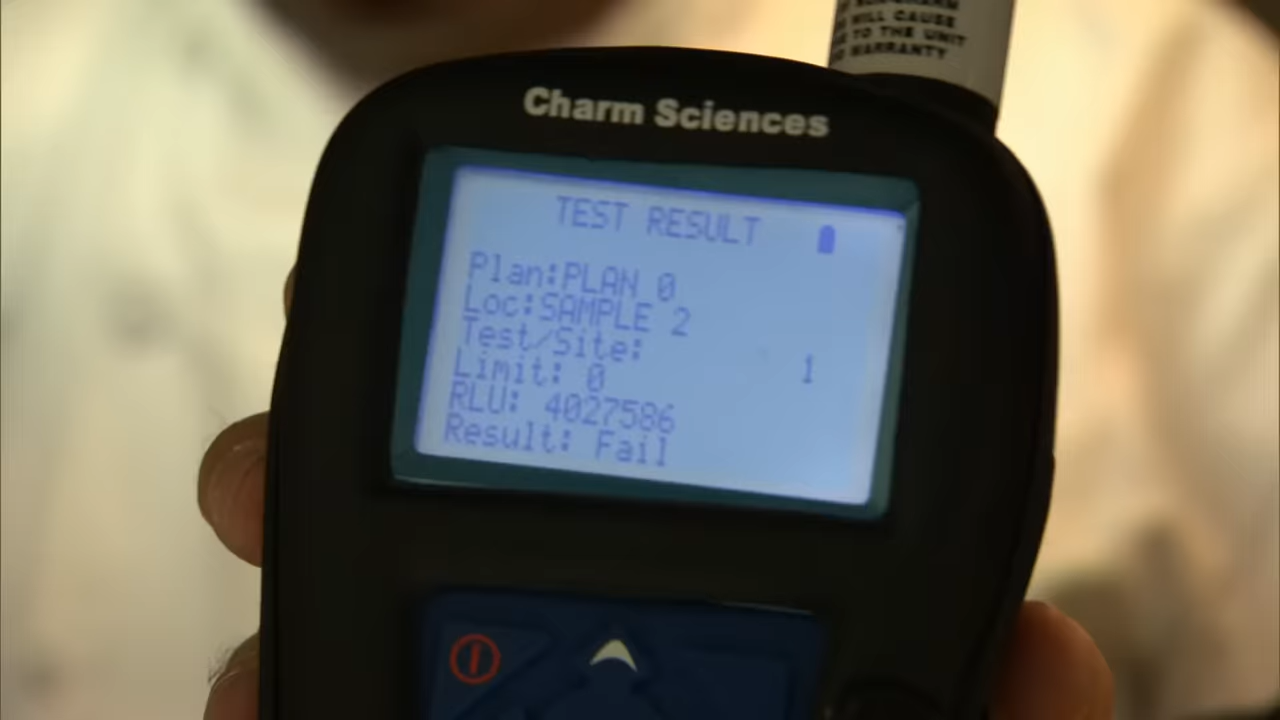 WILL CAUSE
TO THE UNIT
WARRANTY
Charm Sciences
TEST RESULT
Plan:PLAN 0
Loc:SAMPLE 2
Test/Site: 1
Limit: 0
RLU: 4027586
Result: Fail